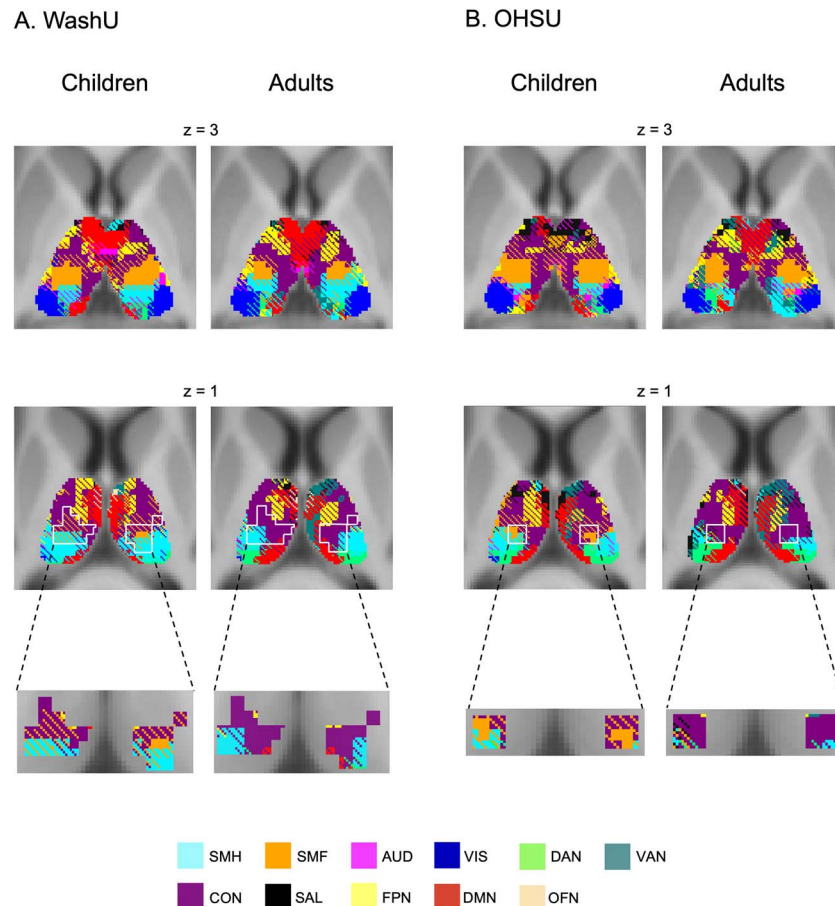 A. WashU
B. OHSU
Children
Adults
Children
Adults
z = 3
z = 3
z = 1
z = 1
SMH
SMF
AUD
VIS
DAN
VAN
CON
SAL
FPN
DMN
OFN